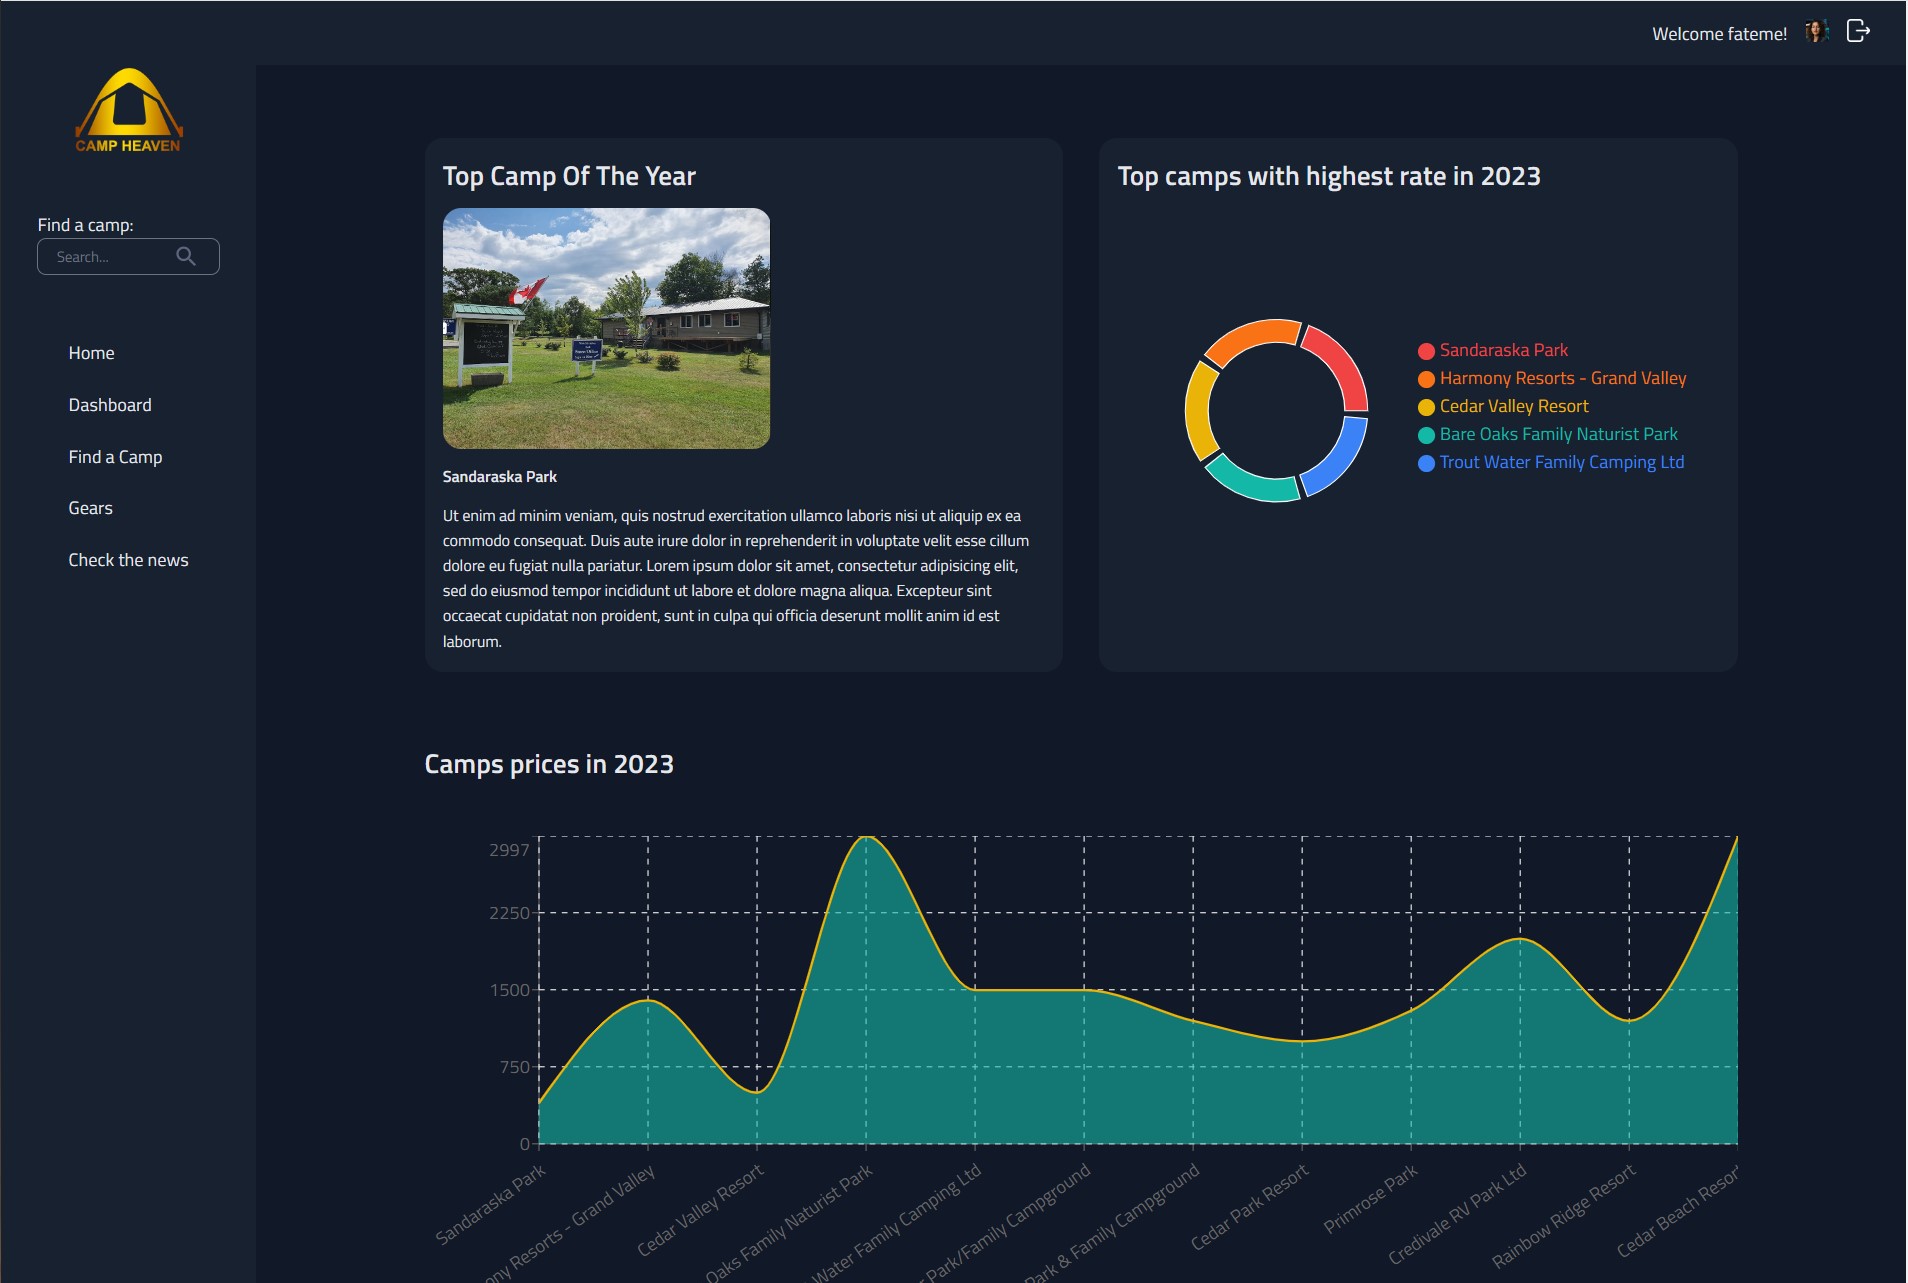 Welcome fateme!
CAMP HEAVEN
Find a camp:
Search...
Home
Dashboard
Find a Camp
Gears
Check the news
Top Camp Of The Year
Sandaraska Park
Ut enim ad minim veniam, quis nostrud exercitation ullamco laboris nisi ut aliquip ex ea
commodo consequat. Duis aute irure dolor in reprehenderit in voluptate velit esse cillum
dolore eu fugiat nulla pariatur. Lorem ipsum dolor sit amet, consectetur adipisicing elit,
sed do eiusmod tempor incididunt ut labore et dolore magna aliqua. Excepteur sint
occaecat cupidatat non proident, sunt in culpa qui officia deserunt mollit anim id est
laborum.
Top camps with highest rate in 2023
Sandaraska Park
Harmony Resorts - Grand Valley
Cedar Valley Resort
Bare Oaks Family Naturist Park
Trout Water Family Camping Ltd
Camps prices in 2023
2997
2250
1500
750
0
Sandaraska Park
ony Resorts - Grand Valley
Cedar Valley Resort
Oaks Family Naturist Park
Water Family Camping Ltd
Park/Family Campground
Park & Family Campground
Cedar Park Resort
Primrose Park
Credivale RV Park Ltd
Rainbow Ridge Resort
Cedar Beach Resor